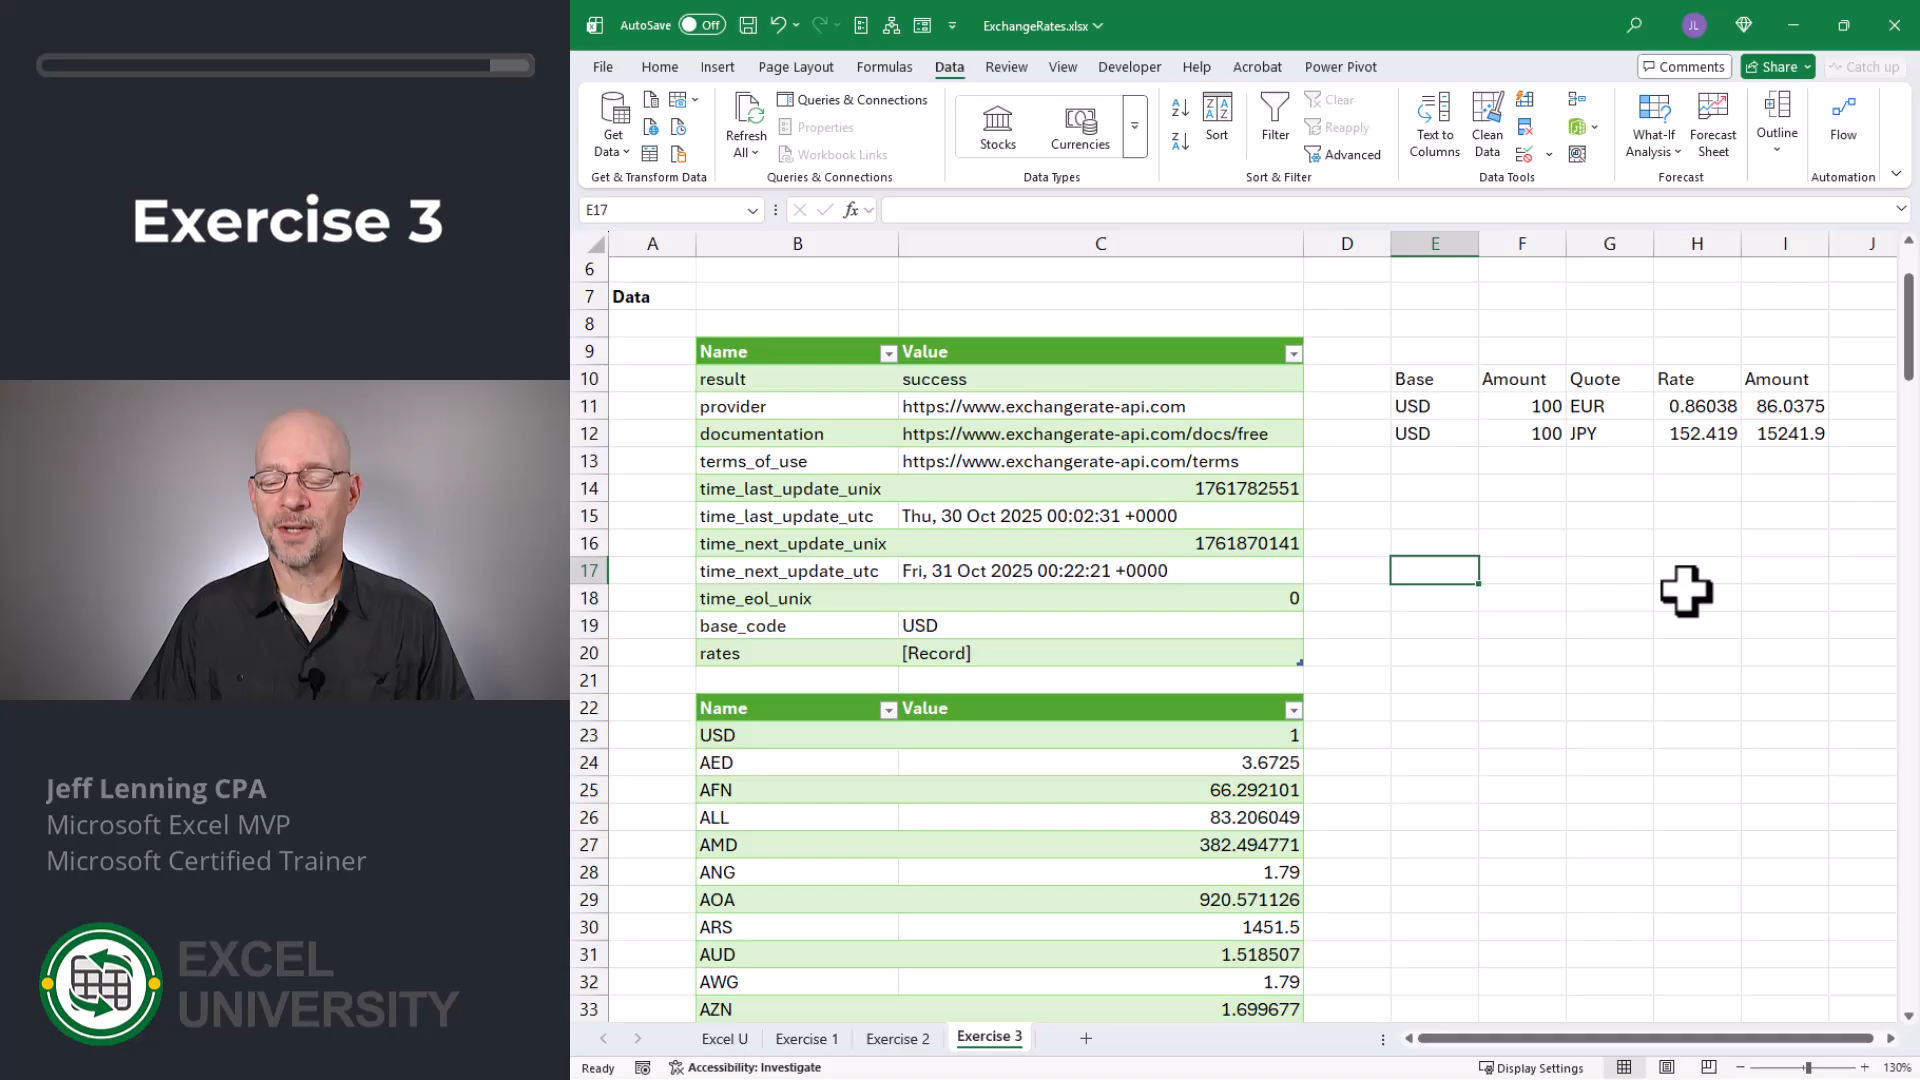 Exercise 3
Jeff Lenning CPA
Microsoft Excel MVP
Microsoft Certified Trainer
EXCEL
UNIVERSITY
AutoSave Off ExchangeRates.xlsx JL
File Home Insert Page Layout Formulas Data Review View Developer Help Acrobat Power Pivot Comments Share Catch up
Get Data
Refresh All
Queries & Connections
Properties
Workbook Links
Stocks
Currencies
Sort
Filter
Clear
Reapply
Advanced
Text to Columns
Clean Data
What-If Analysis
Forecast Sheet
Outline
Flow
Get & Transform Data Queries & Connections Data Types Sort & Filter Data Tools Forecast Automation
E17 fx
A B C D E F G H I J
6
7 Data
8
9 Name Value
10 result success Base Amount Quote Rate Amount
11 provider https://www.exchangerate-api.com USD 100 EUR 0.86038 86.0375
12 documentation https://www.exchangerate-api.com/docs/free USD 100 JPY 152.419 15241.9
13 terms_of_use https://www.exchangerate-api.com/terms
14 time_last_update_unix 1761782551
15 time_last_update_utc Thu, 30 Oct 2025 00:02:31 +0000
16 time_next_update_unix 1761870141
17 time_next_update_utc Fri, 31 Oct 2025 00:22:21 +0000
18 time_eol_unix 0
19 base_code USD
20 rates [Record]
21
22 Name Value
23 USD 1
24 AED 3.6725
25 AFN 66.292101
26 ALL 83.206049
27 AMD 382.494771
28 ANG 1.79
29 AOA 920.571126
30 ARS 1451.5
31 AUD 1.518507
32 AWG 1.79
33 AZN 1.699677
Excel U Exercise 1 Exercise 2 Exercise 3
Ready Accessibility: Investigate Display Settings 130%